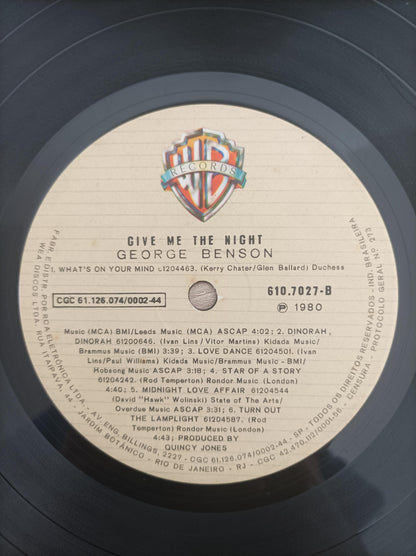 WB
RECORDS
GIVE ME THE NIGHT
GEORGE BENSON
1. WHAT'S ON YOUR MIND 61204463. (Kerry Chater/Glen Ballard) Duchess
610.7027-B
CGC 61.126.074/0002-44
Ⓟ 1980
Music (MCA) BMI/Leeds Music (MCA) ASCAP 4:02; 2. DINORAH,
DINORAH 61200646. (Ivan Lins/Vitor Martins) Kidada Music/
Brammus Music (BMI) 3:39; 3. LOVE DANCE 61204501. (Ivan
Lins/Paul Williams) Kidada Music/Brammus Music - BMI/
Hobsong Music ASCAP 3:18; 4. STAR OF A STORY
61204242. (Rod Temperton) Rondor Music (London)
4:40; 5. MIDNIGHT LOVE AFFAIR 61204544
(David "Hawk" Wolinski) State of The Arts/
Overdue Music ASCAP 3:31; 6. TURN OUT
THE LAMPLIGHT 61204587. (Rod
Temperton) Rondor Music (London)
4:43; PRODUCED BY
QUINCY JONES
FABR. E DISTR. POR RCA ELETRÔNICA LTDA - AV. ENG. BILLINGS, 2227 - CGC 61.126.074/0002-44 - SP - TODOS OS DIREITOS RESERVADOS - IND. BRASILEIRA
WEA DISCOS LTDA. RUA ITAIPAVA, 44 - JARDIM BOTÂNICO - RIO DE JANEIRO - RJ - CGC 42.470.112/0001-56 - CENSURA - PROTOCOLO GERAL Nº 273